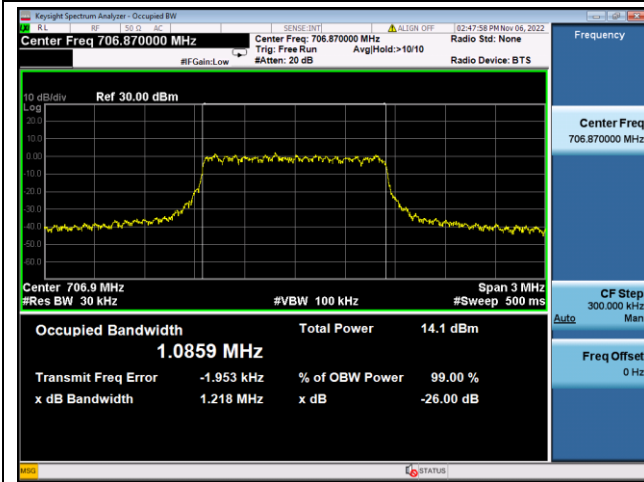 Keysight Spectrum Analyzer - Occupied BW
RL RF 50 Ω AC SENSE:INT ALIGN OFF 02:47:58 PM Nov 06, 2022
Center Freq 706.870000 MHz Center Freq: 706.870000 MHz Radio Std: None
Trig: Free Run Avg|Hold:>10/10
#IFGain:Low #Atten: 20 dB Radio Device: BTS
Frequency
10 dB/div Ref 30.00 dBm
Log
20.0
10.0
0.00
-10.0
-20.0
-30.0
-40.0
-50.0
-60.0
Center Freq
706.870000 MHz
Center 706.9 MHz Span 3 MHz
#Res BW 30 kHz #VBW 100 kHz #Sweep 500 ms
CF Step
300.000 kHz
Auto Man
Occupied Bandwidth Total Power 14.1 dBm
1.0859 MHz
Transmit Freq Error -1.953 kHz % of OBW Power 99.00 %
x dB Bandwidth 1.218 MHz x dB -26.00 dB
Freq Offset
0 Hz
MSG STATUS